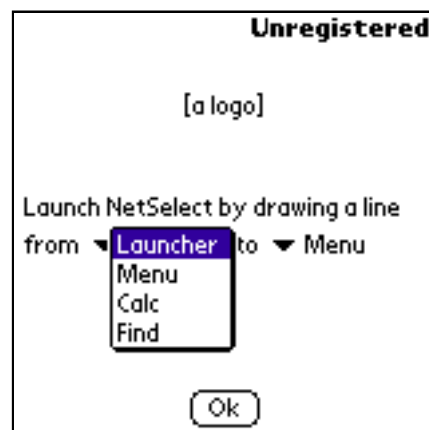 Unregistered
[a logo]
Launch NetSelect by drawing a line
from Launcher to Menu
Menu
Calc
Find
Ok